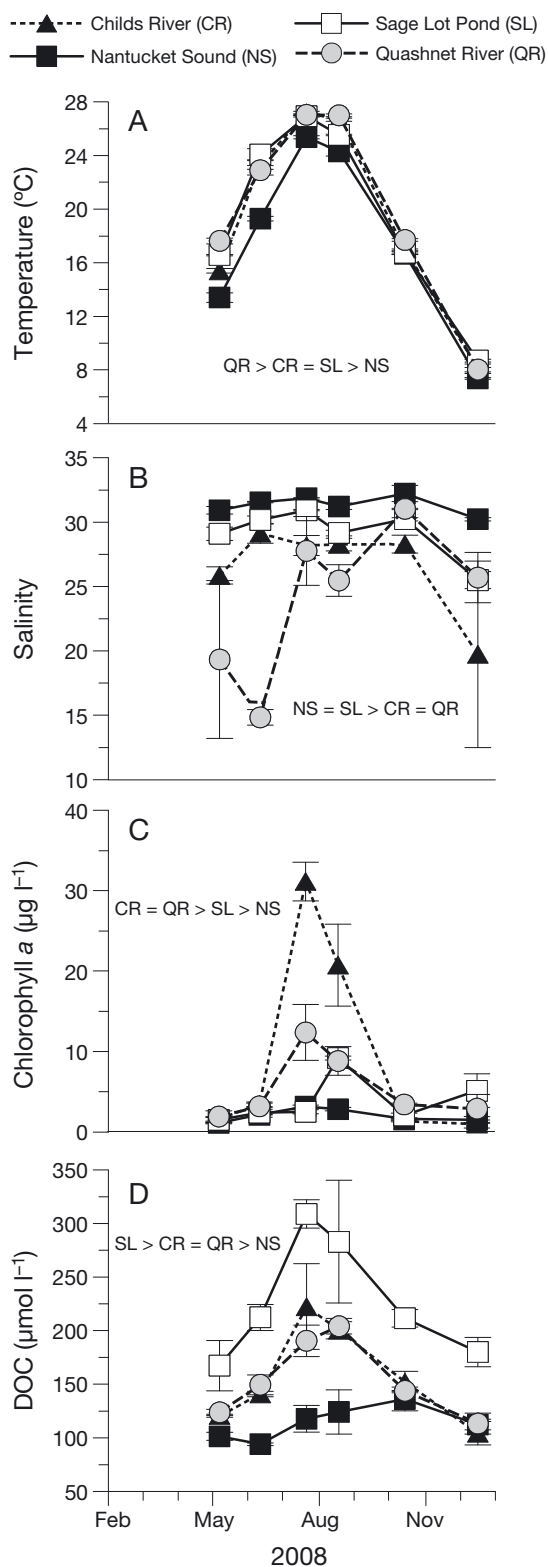 Childs River (CR)
Sage Lot Pond (SL)
Nantucket Sound (NS)
Quashnet River (QR)
28
24
20
16
12
8
4
Temperature (ºC)
A
QR > CR = SL > NS
35
30
25
20
15
10
Salinity
B
NS = SL > CR = QR
40
30
20
10
0
Chlorophyll a (µg l–1)
C
CR = QR > SL > NS
350
300
250
200
150
100
50
DOC (µmol l–1)
D
SL > CR = QR > NS
Feb May Aug Nov
2008